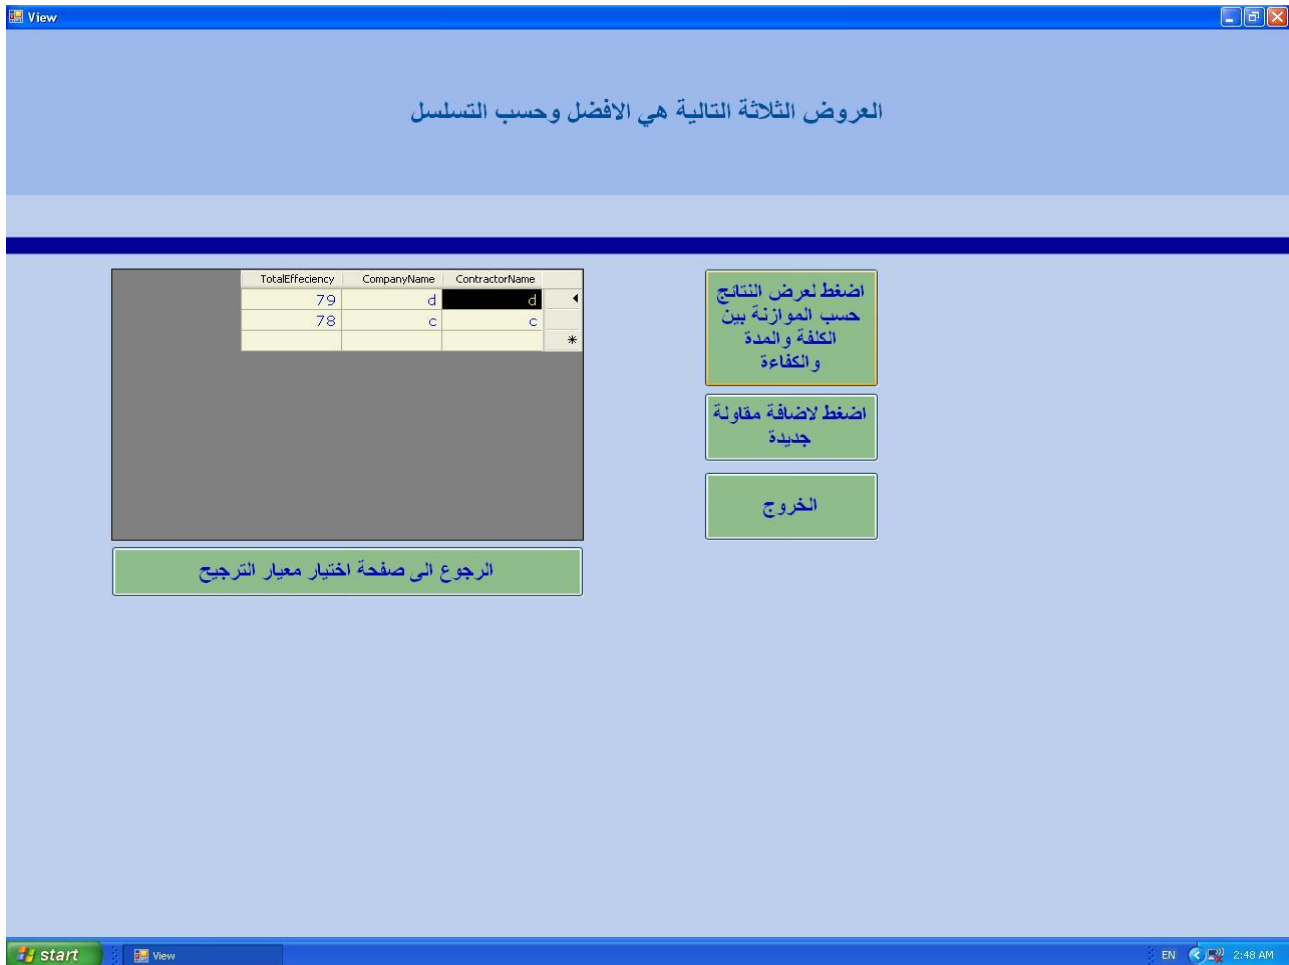 View
العروض الثلاثة التالية هي الافضل وحسب التسلسل
TotalEffeciency CompanyName ContractorName
79 d d
78 c c
*
اضغط لعرض النتائج
حسب الموازنة بين
الكلفة والمدة
والكفاءة
اضغط لاضافة مقاولة
جديدة
الخروج
الرجوع الى صفحة اختيار معيار الترجيح
start View EN 2:48 AM